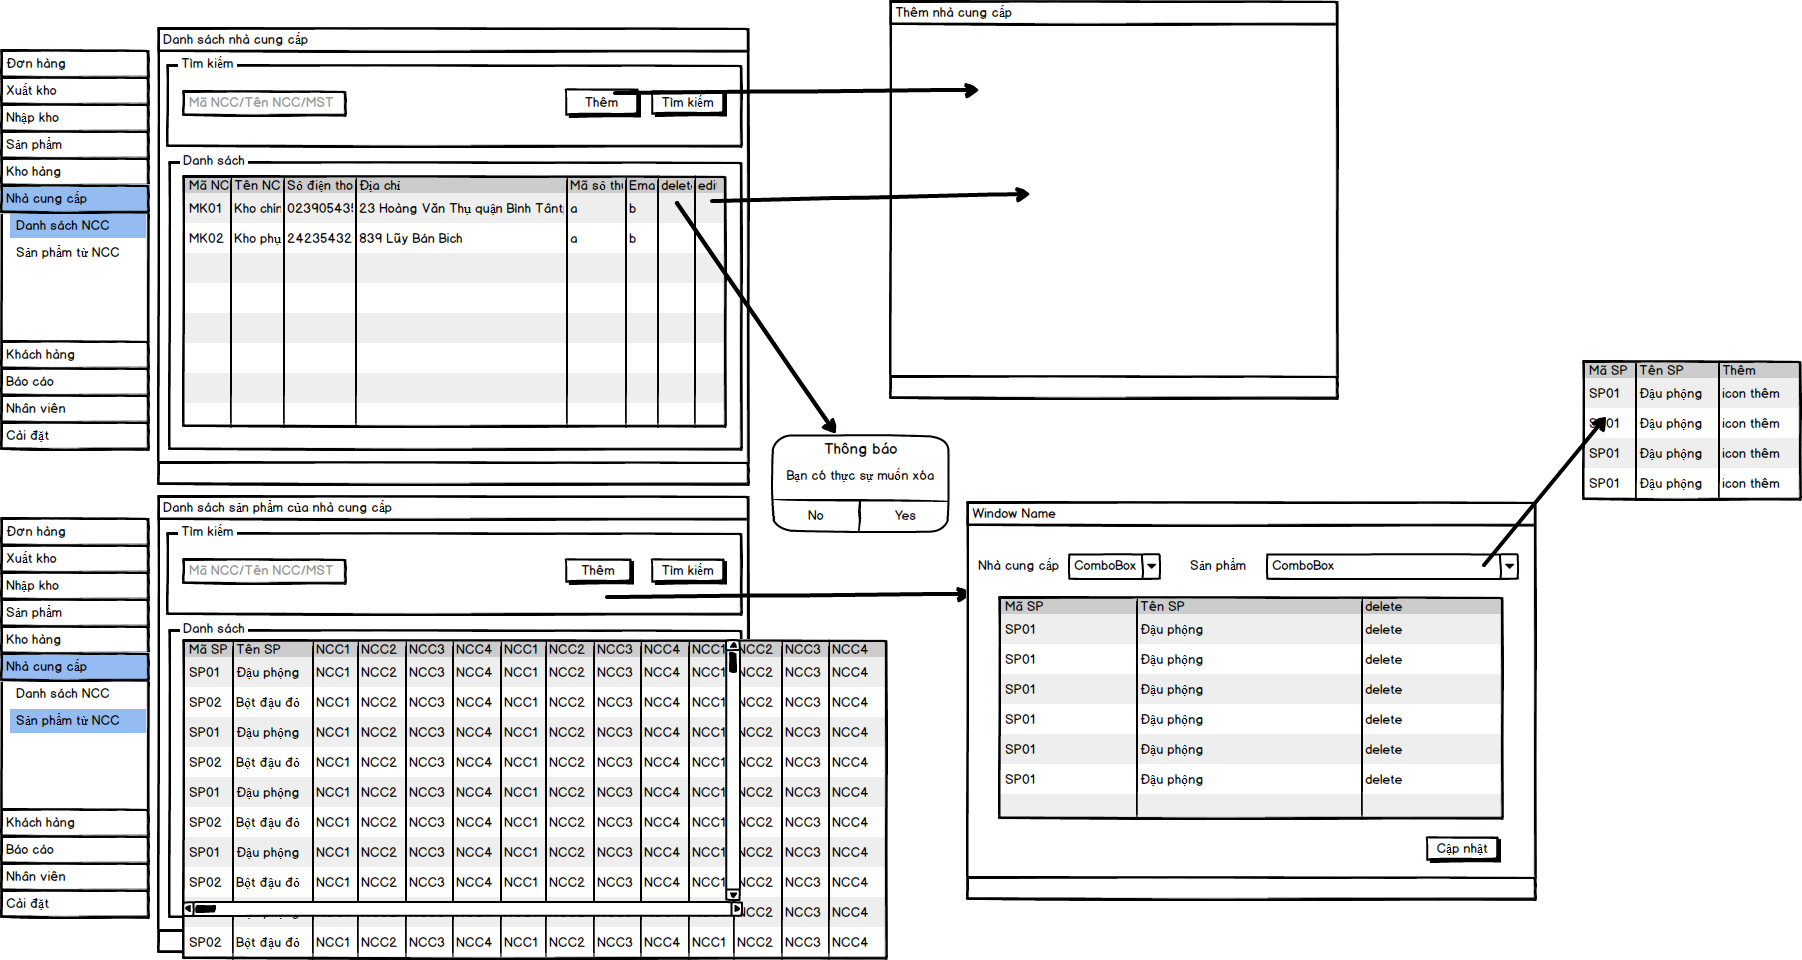 Đơn hàng
Xuất kho
Nhập kho
Sản phẩm
Kho hàng
Nhà cung cấp
Danh sách NCC
Sản phẩm từ NCC
Khách hàng
Báo cáo
Nhân viên
Cài đặt
Danh sách nhà cung cấp
Tìm kiếm
Mã NCC/Tên NCC/MST
Thêm
Tìm kiếm
Danh sách
Mã NC Tên NC Số điện tho Địa chỉ Mã số thu Ema delete edi
MK01 Kho chín 023905435 23 Hoàng Văn Thụ quận Bình Tântp a b
MK02 Kho phụ 24235432 839 Lũy Bán Bich a b
Thêm nhà cung cấp
Thông báo
Bạn có thực sự muốn xóa
No Yes
Đơn hàng
Xuất kho
Nhập kho
Sản phẩm
Kho hàng
Nhà cung cấp
Danh sách NCC
Sản phẩm từ NCC
Khách hàng
Báo cáo
Nhân viên
Cài đặt
Danh sách sản phẩm của nhà cung cấp
Tìm kiếm
Mã NCC/Tên NCC/MST
Thêm
Tìm kiếm
Danh sách
Mã SP Tên SP NCC1 NCC2 NCC3 NCC4 NCC1 NCC2 NCC3 NCC4 NCC1 NCC2 NCC3 NCC4
SP01 Đậu phộng NCC1 NCC2 NCC3 NCC4 NCC1 NCC2 NCC3 NCC4 NCC1 NCC2 NCC3 NCC4
SP02 Bột đậu đỏ NCC1 NCC2 NCC3 NCC4 NCC1 NCC2 NCC3 NCC4 NCC1 NCC2 NCC3 NCC4
SP01 Đậu phộng NCC1 NCC2 NCC3 NCC4 NCC1 NCC2 NCC3 NCC4 NCC1 NCC2 NCC3 NCC4
SP02 Bột đậu đỏ NCC1 NCC2 NCC3 NCC4 NCC1 NCC2 NCC3 NCC4 NCC1 NCC2 NCC3 NCC4
SP01 Đậu phộng NCC1 NCC2 NCC3 NCC4 NCC1 NCC2 NCC3 NCC4 NCC1 NCC2 NCC3 NCC4
SP02 Bột đậu đỏ NCC1 NCC2 NCC3 NCC4 NCC1 NCC2 NCC3 NCC4 NCC1 NCC2 NCC3 NCC4
SP01 Đậu phộng NCC1 NCC2 NCC3 NCC4 NCC1 NCC2 NCC3 NCC4 NCC1 NCC2 NCC3 NCC4
SP02 Bột đậu đỏ NCC1 NCC2 NCC3 NCC4 NCC1 NCC2 NCC3 NCC4 NCC1 NCC2 NCC3 NCC4
NCC2 NCC3 NCC4
SP02 Bột đậu đỏ NCC1 NCC2 NCC3 NCC4 NCC1 NCC2 NCC3 NCC4 NCC1 NCC2 NCC3 NCC4
Window Name
Nhà cung cấp ComboBox Sản phẩm ComboBox
Mã SP Tên SP delete
SP01 Đậu phộng delete
SP01 Đậu phộng delete
SP01 Đậu phộng delete
SP01 Đậu phộng delete
SP01 Đậu phộng delete
SP01 Đậu phộng delete
Cập nhật
Mã SP Tên SP Thêm
SP01 Đậu phộng icon thêm
SP01 Đậu phộng icon thêm
SP01 Đậu phộng icon thêm
SP01 Đậu phộng icon thêm